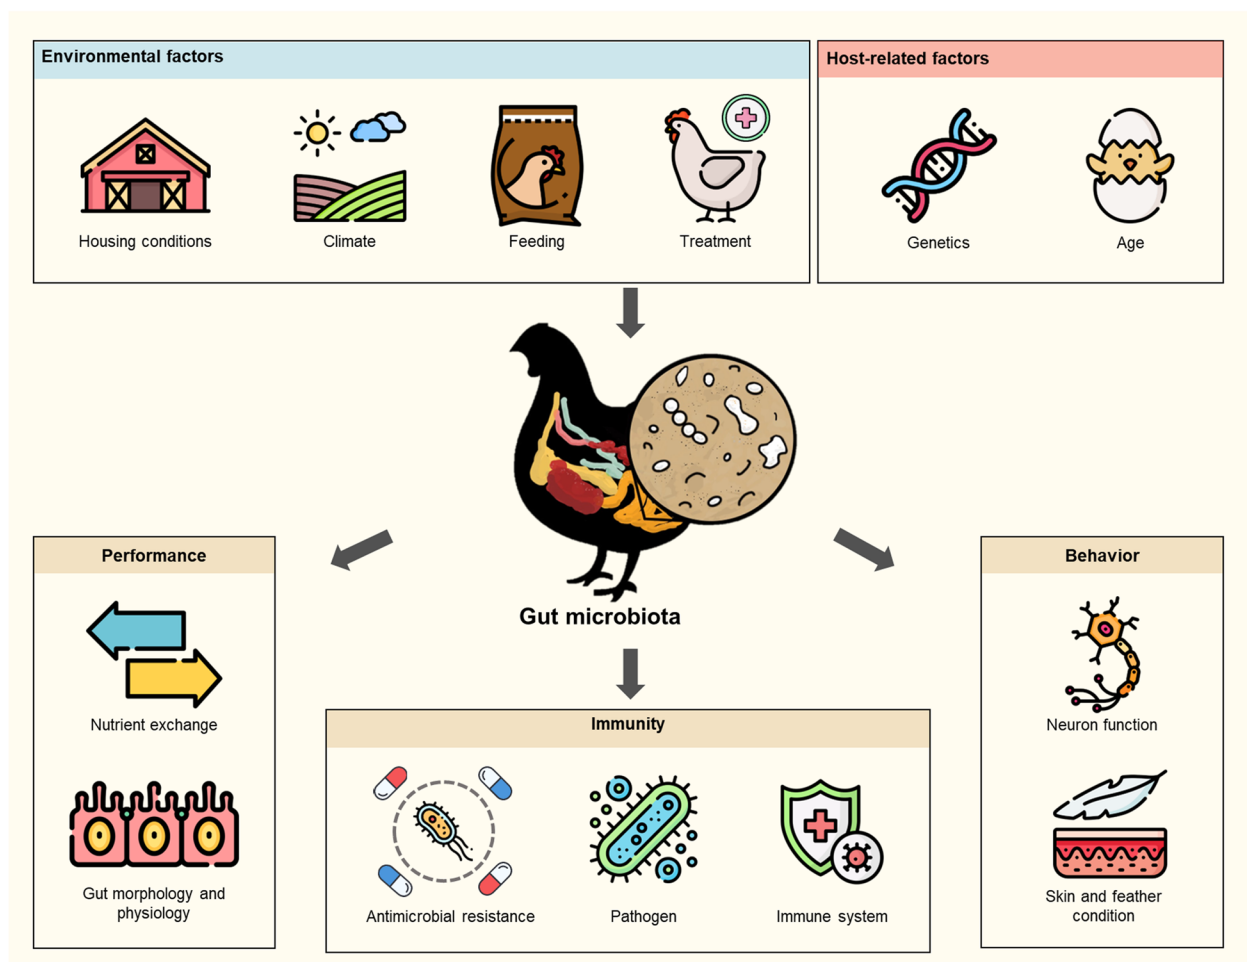 Environmental factors
Host-related factors
Housing conditions
Climate
Feeding
Treatment
Genetics
Age
Gut microbiota
Performance
Nutrient exchange
Gut morphology and
physiology
Immunity
Antimicrobial resistance
Pathogen
Immune system
Behavior
Neuron function
Skin and feather
condition